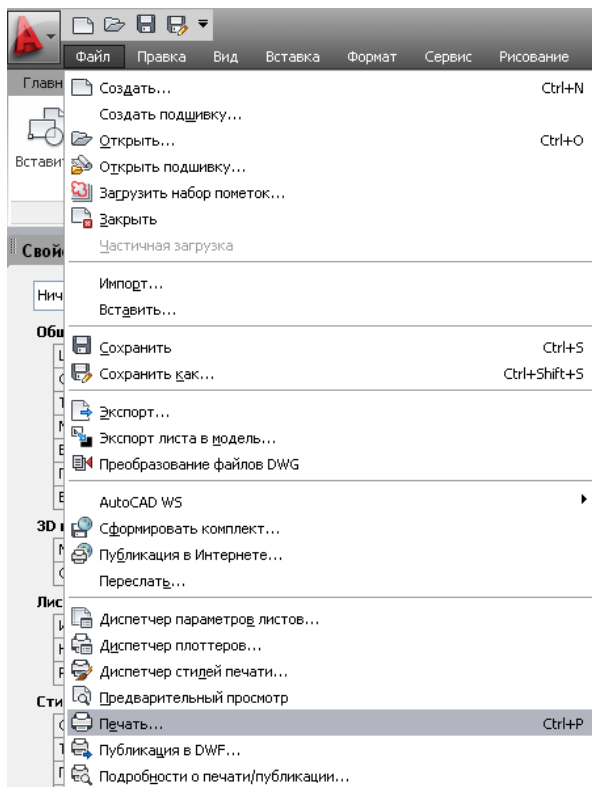 Файл Правка Вид Вставка Формат Сервис Рисование
Главн
Создать... Ctrl+N
Создать подшивку...
Открыть... Ctrl+O
Встави
Открыть подшивку...
Загрузить набор пометок...
Закрыть
Частичная загрузка
Свой
Импорт...
Нич
Вставить...
Общ
Сохранить Ctrl+S
Сохранить как... Ctrl+Shift+S
Экспорт...
Экспорт листа в модель...
Преобразование файлов DWG
AutoCAD WS
3D
Сформировать комплект...
Публикация в Интернете...
Переслать...
Лис
Диспетчер параметров листов...
Диспетчер плоттеров...
Диспетчер стилей печати...
Сти
Предварительный просмотр
Печать... Ctrl+P
Публикация в DWF...
Подробности о печати/публикации...